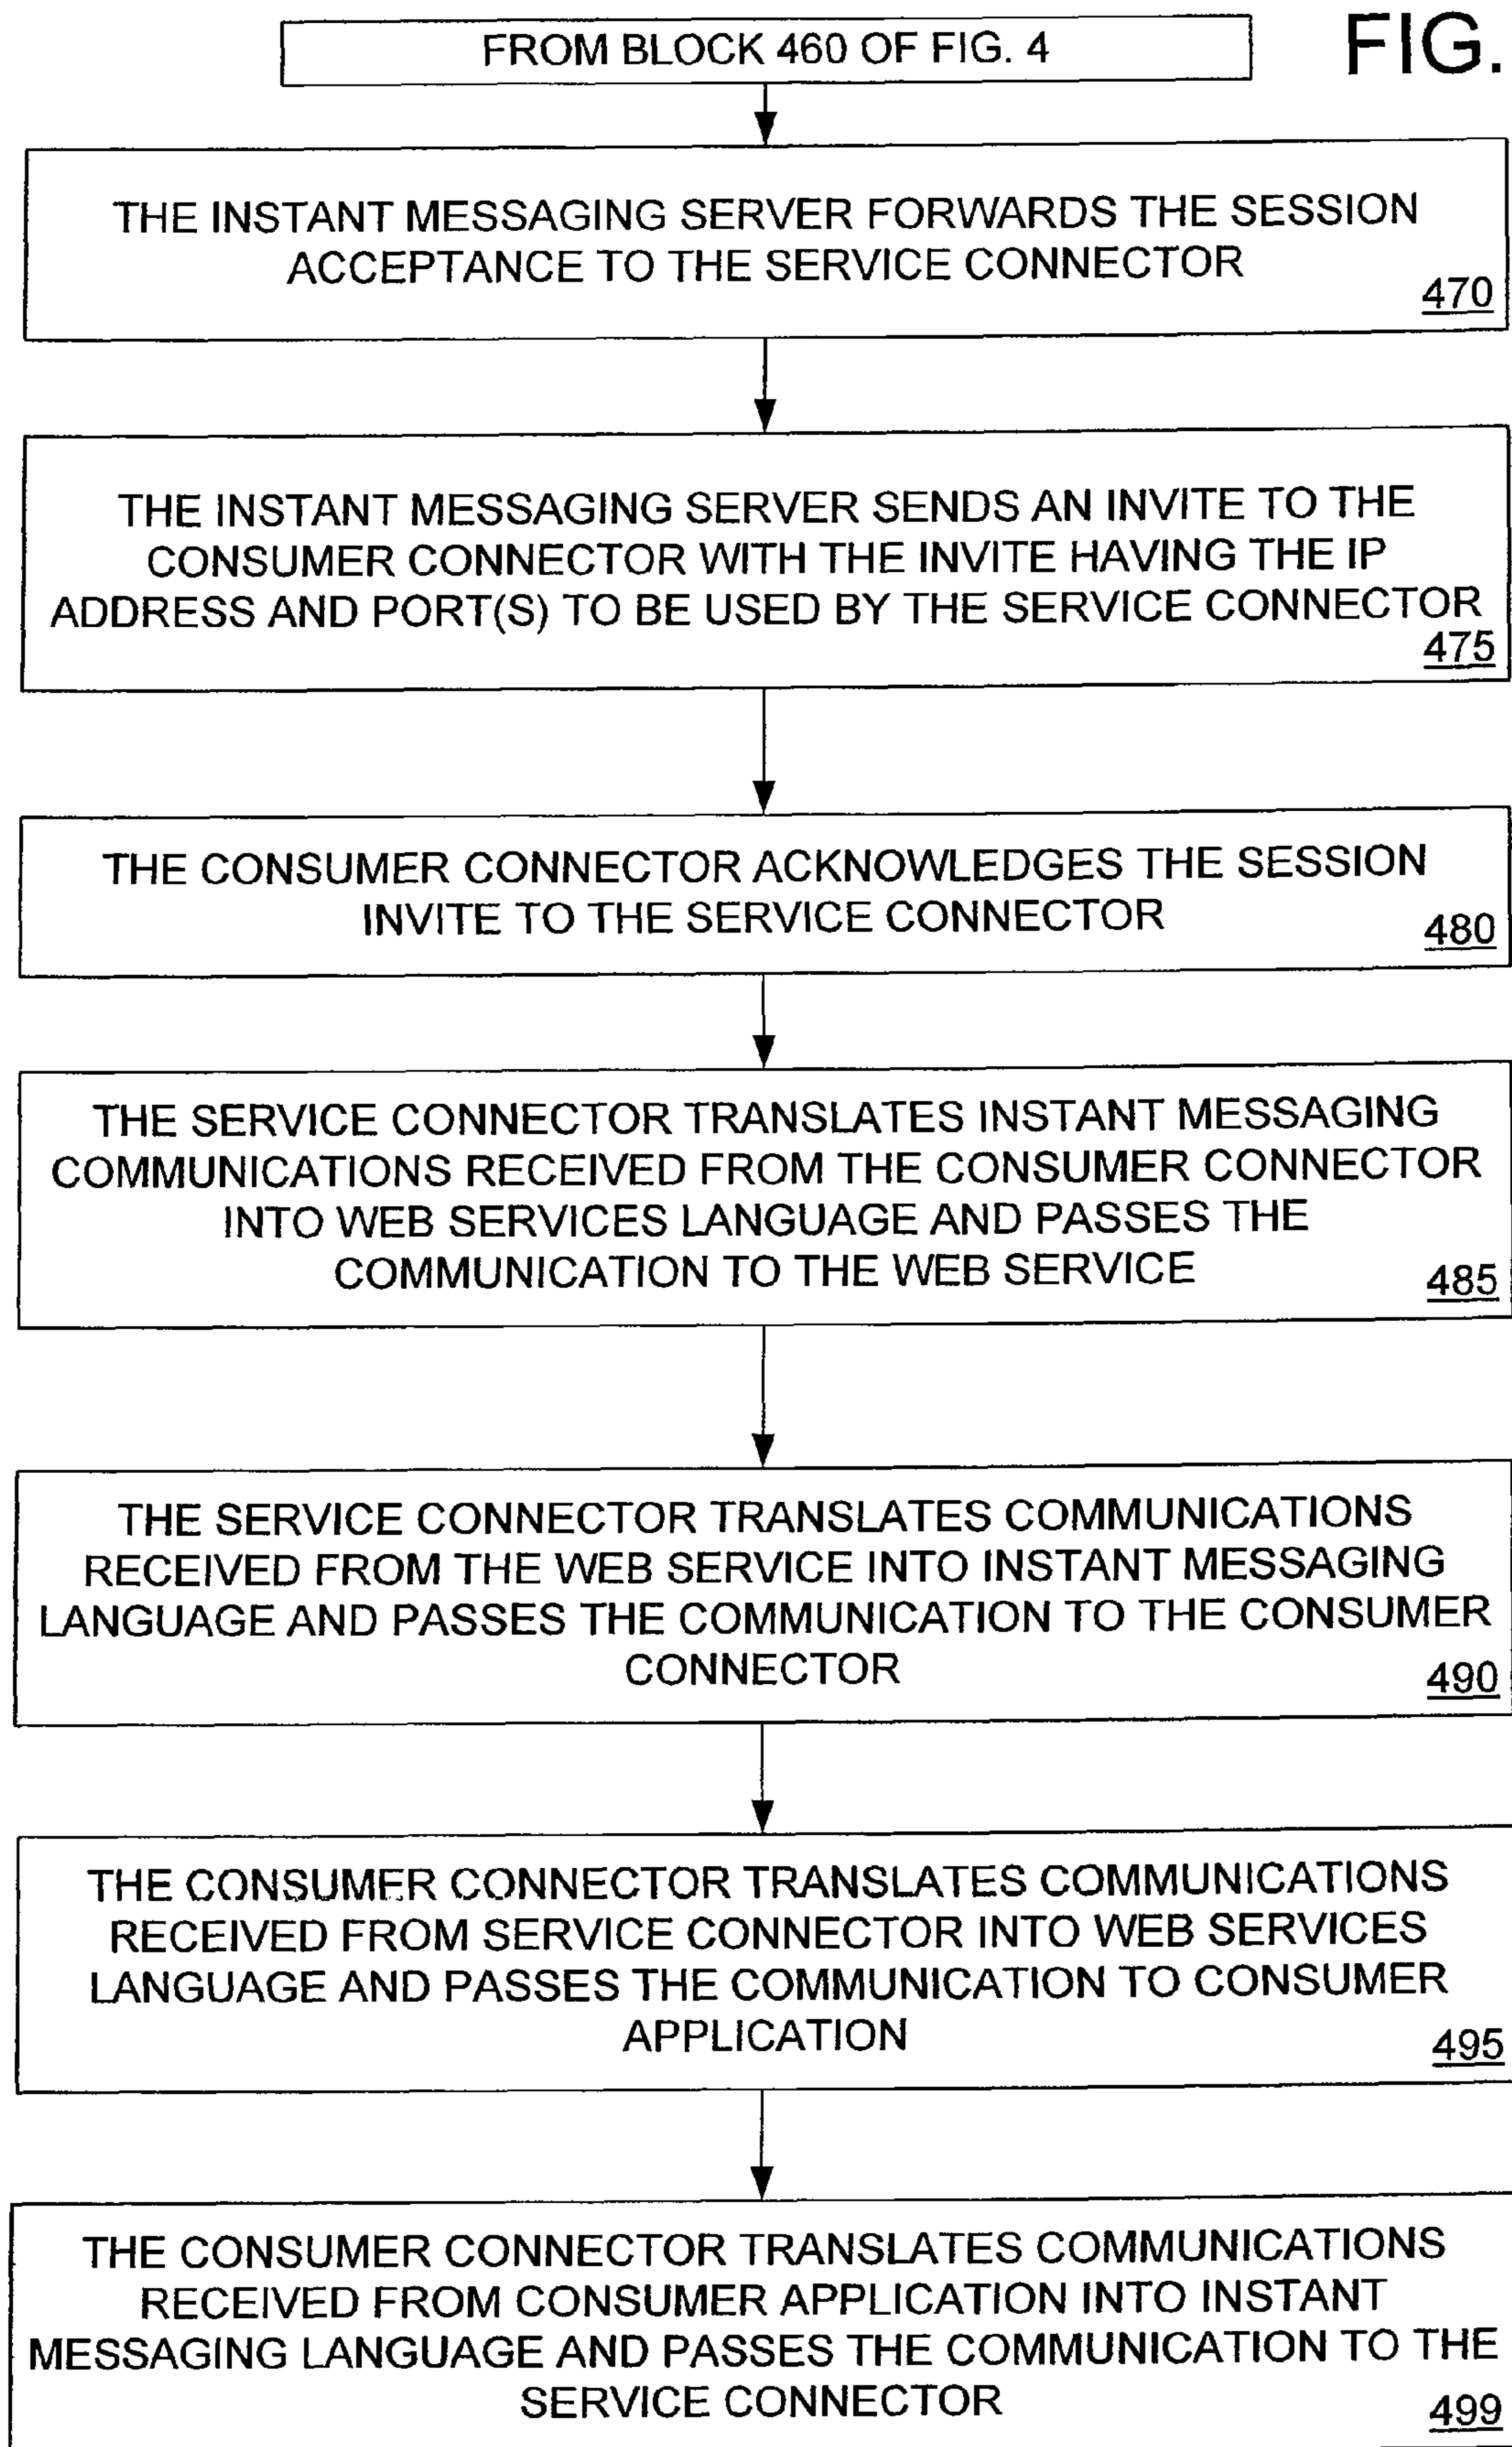 FROM BLOCK 460 OF FIG. 4
FIG.
THE INSTANT MESSAGING SERVER FORWARDS THE SESSION
ACCEPTANCE TO THE SERVICE CONNECTOR
470
THE INSTANT MESSAGING SERVER SENDS AN INVITE TO THE
CONSUMER CONNECTOR WITH THE INVITE HAVING THE IP
ADDRESS AND PORT(S) TO BE USED BY THE SERVICE CONNECTOR
475
THE CONSUMER CONNECTOR ACKNOWLEDGES THE SESSION
INVITE TO THE SERVICE CONNECTOR
480
THE SERVICE CONNECTOR TRANSLATES INSTANT MESSAGING
COMMUNICATIONS RECEIVED FROM THE CONSUMER CONNECTOR
INTO WEB SERVICES LANGUAGE AND PASSES THE
COMMUNICATION TO THE WEB SERVICE
485
THE SERVICE CONNECTOR TRANSLATES COMMUNICATIONS
RECEIVED FROM THE WEB SERVICE INTO INSTANT MESSAGING
LANGUAGE AND PASSES THE COMMUNICATION TO THE CONSUMER
CONNECTOR
490
THE CONSUMER CONNECTOR TRANSLATES COMMUNICATIONS
RECEIVED FROM SERVICE CONNECTOR INTO WEB SERVICES
LANGUAGE AND PASSES THE COMMUNICATION TO CONSUMER
APPLICATION
495
THE CONSUMER CONNECTOR TRANSLATES COMMUNICATIONS
RECEIVED FROM CONSUMER APPLICATION INTO INSTANT
MESSAGING LANGUAGE AND PASSES THE COMMUNICATION TO THE
SERVICE CONNECTOR
499